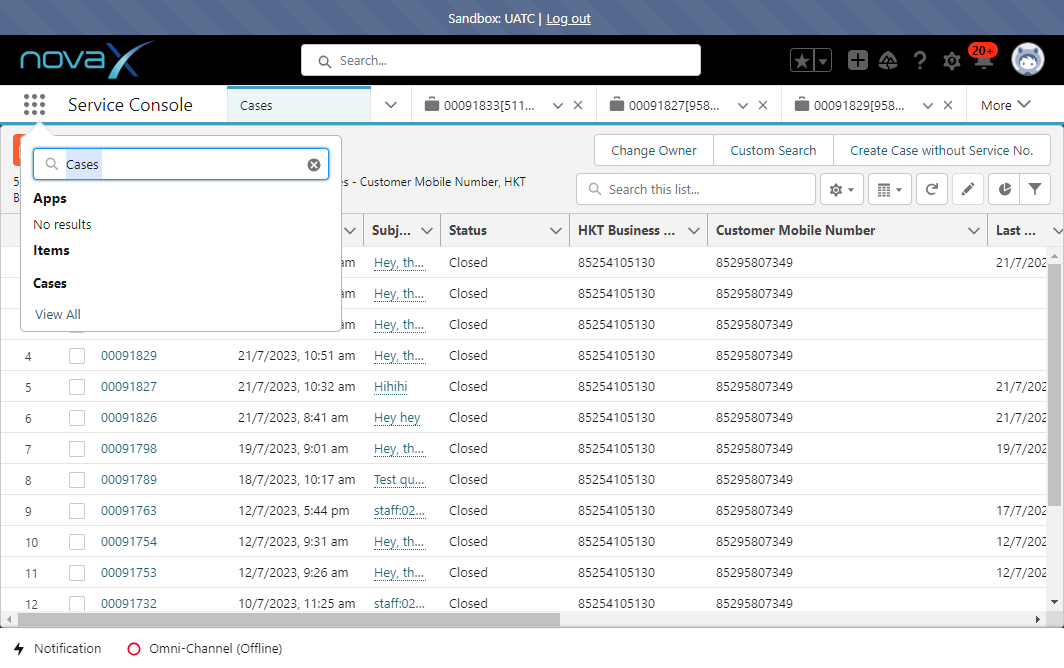 Sandbox: UATC | Log out
novaX
Search...
20+
Service Console
Cases
00091833[511...
00091827[958...
00091829[958...
More
Cases
Apps
No results
Items
Cases
View All
Change Owner
Custom Search
Create Case without Service No.
- Customer Mobile Number, HKT
Search this list...
Subj...
Status
HKT Business ...
Customer Mobile Number
Last ...
am Hey, th... Closed 85254105130 85295807349 21/7/202
am Hey, th... Closed 85254105130 85295807349
am Hey, th... Closed 85254105130 85295807349
4 00091829 21/7/2023, 10:51 am Hey, th... Closed 85254105130 85295807349
5 00091827 21/7/2023, 10:32 am Hihihi Closed 85254105130 85295807349 21/7/202
6 00091826 21/7/2023, 8:41 am Hey hey Closed 85254105130 85295807349 21/7/202
7 00091798 19/7/2023, 9:01 am Hey, th... Closed 85254105130 85295807349 19/7/202
8 00091789 18/7/2023, 10:17 am Test qu... Closed 85254105130 85295807349
9 00091763 12/7/2023, 5:44 pm staff:02... Closed 85254105130 85295807349 17/7/202
10 00091754 12/7/2023, 9:31 am Hey, th... Closed 85254105130 85295807349 12/7/202
11 00091753 12/7/2023, 9:26 am Hey, th... Closed 85254105130 85295807349 12/7/202
12 00091732 10/7/2023, 11:25 am staff:02... Closed 85254105130 85295807349
Notification
Omni-Channel (Offline)